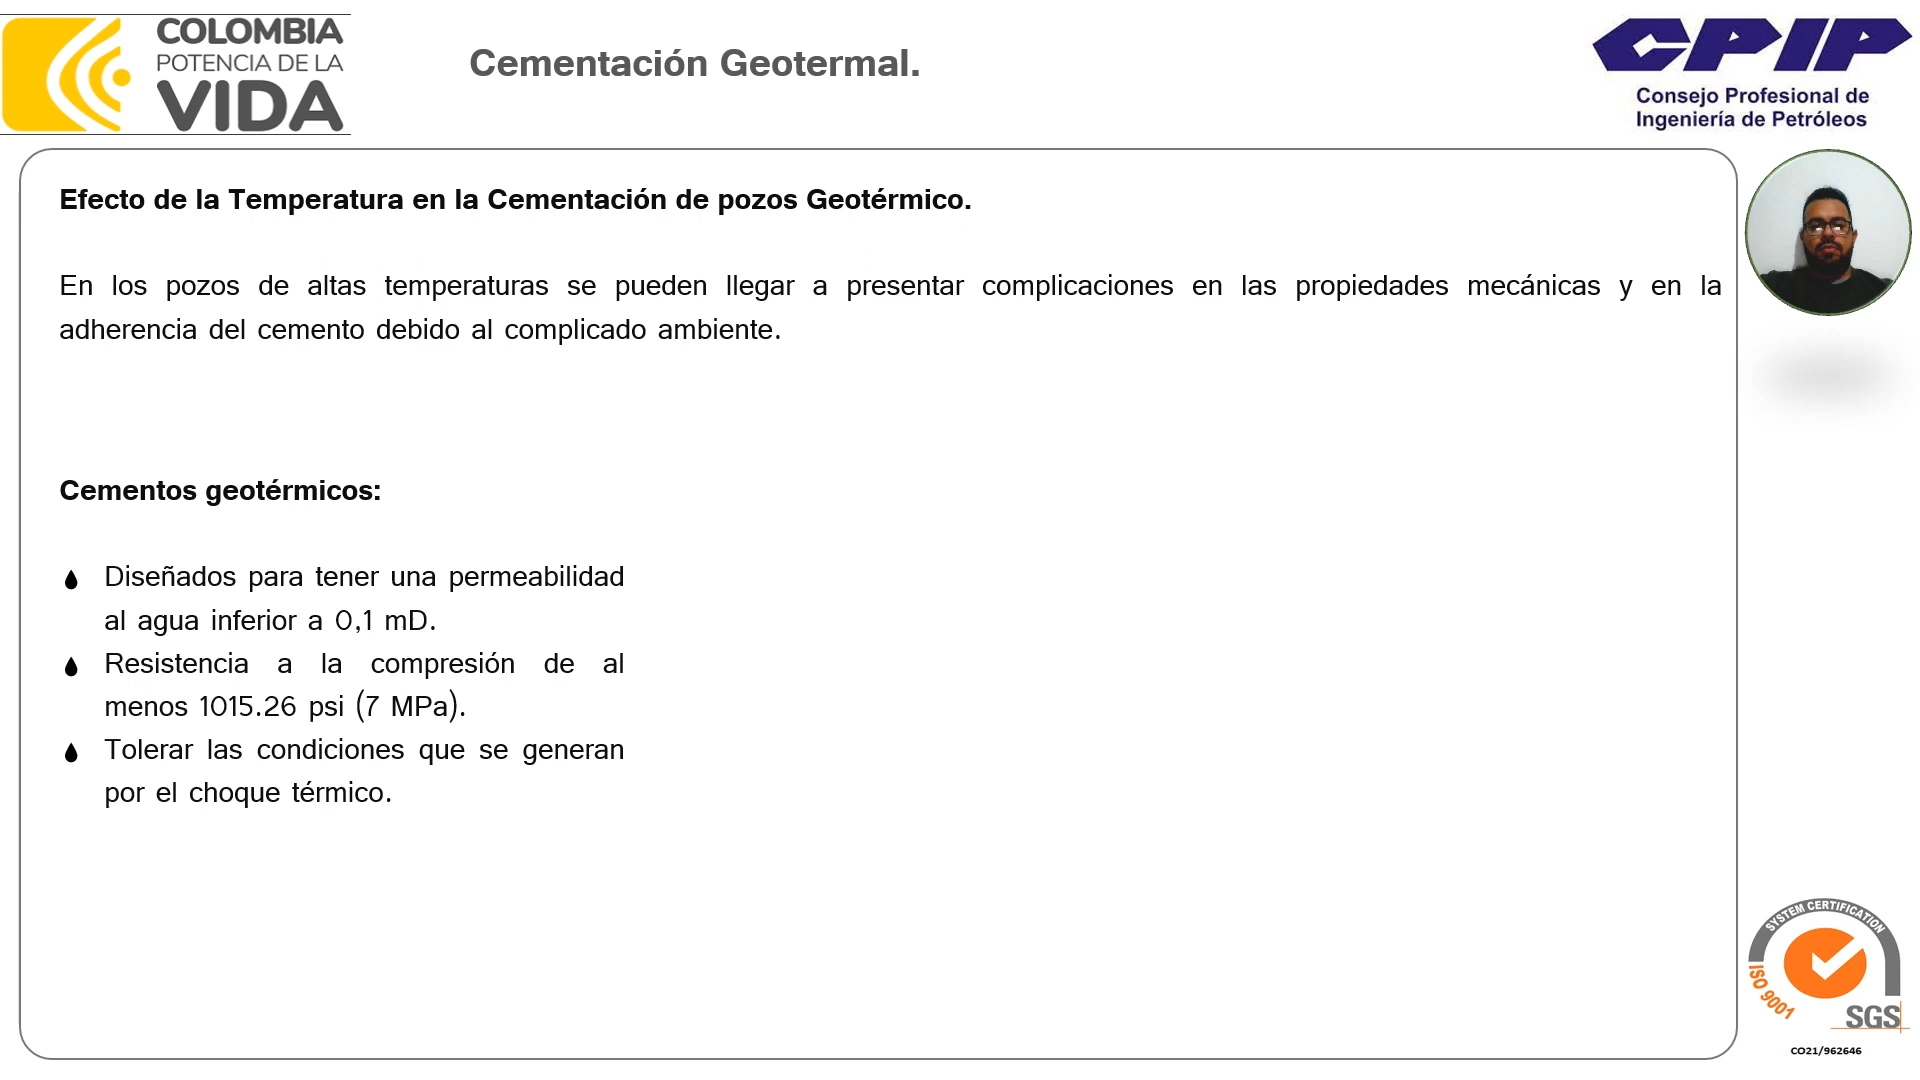 COLOMBIA
POTENCIA DE LA
VIDA
Cementación Geotermal.
CPIP
Consejo Profesional de
Ingeniería de Petróleos
Efecto de la Temperatura en la Cementación de pozos Geotérmico.
En los pozos de altas temperaturas se pueden llegar a presentar complicaciones en las propiedades mecánicas y en la
adherencia del cemento debido al complicado ambiente.
Cementos geotérmicos:
Diseñados para tener una permeabilidad
al agua inferior a 0,1 mD.
Resistencia a la compresión de al
menos 1015.26 psi (7 MPa).
Tolerar las condiciones que se generan
por el choque térmico.
SYSTEM CERTIFICATION
ISO 9001
SGS
CO21/962646